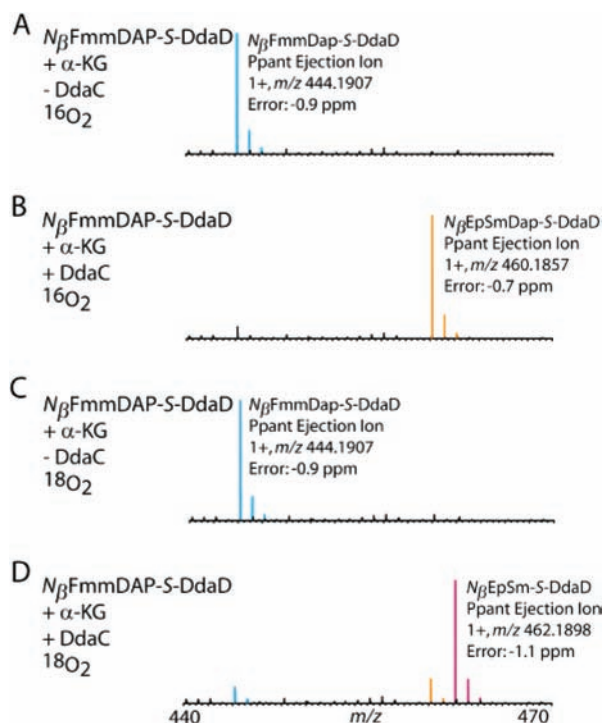 A
NβFmmDAP-S-DdaD
+ α-KG
- DdaC
16O2
NβFmmDap-S-DdaD
Ppant Ejection Ion
1+, m/z 444.1907
Error: -0.9 ppm
B
NβFmmDAP-S-DdaD
+ α-KG
+ DdaC
16O2
NβEpSmDap-S-DdaD
Ppant Ejection Ion
1+, m/z 460.1857
Error: -0.7 ppm
C
NβFmmDAP-S-DdaD
+ α-KG
- DdaC
18O2
NβFmmDap-S-DdaD
Ppant Ejection Ion
1+, m/z 444.1907
Error: -0.9 ppm
D
NβFmmDAP-S-DdaD
+ α-KG
+ DdaC
18O2
NβEpSm-S-DdaD
Ppant Ejection Ion
1+, m/z 462.1898
Error: -1.1 ppm
440 m/z 470